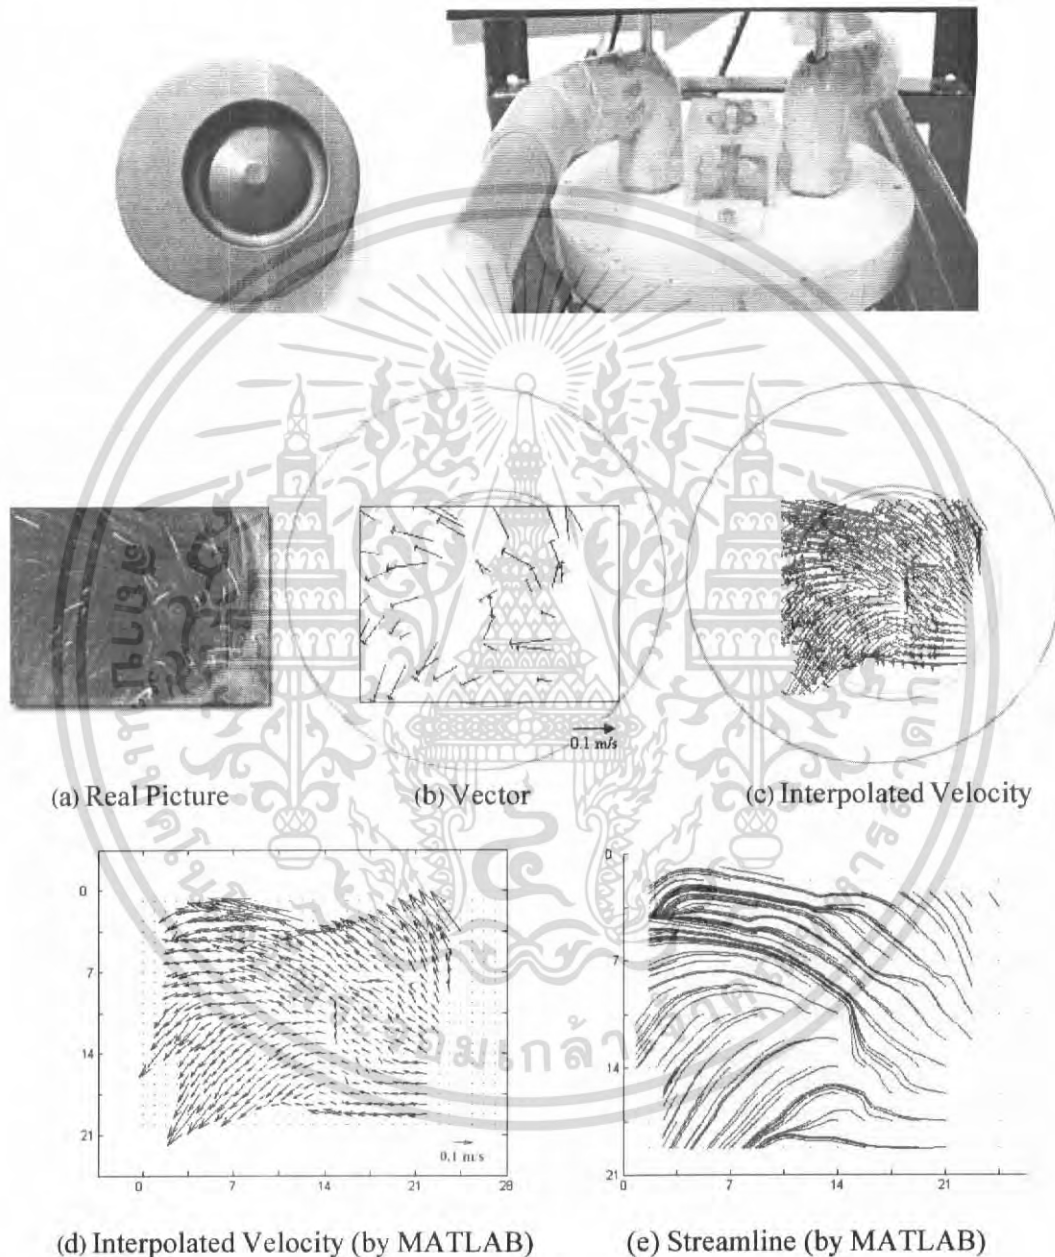 0.1 m/s
(a) Real Picture
(b) Vector
(c) Interpolated Velocity
0
7
14
21
0 7 14 21 28
0.1 m/s
0
7
14
21
0 7 14 21
(d) Interpolated Velocity (by MATLAB)
(e) Streamline (by MATLAB)